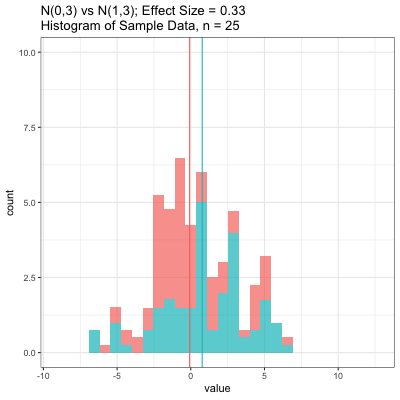 N(0,3) vs N(1,3); Effect Size = 0.33
Histogram of Sample Data, n = 25
10.0
7.5
5.0
2.5
0.0
count
-10
-5
0
5
10
value